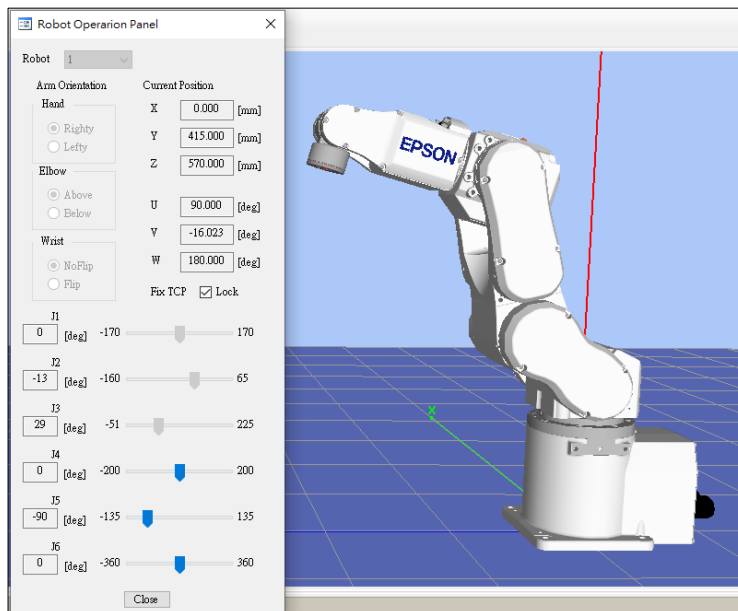 Robot Operarion Panel
Robot 1
Arm Orientation
Hand
Righty
Lefty
Elbow
Above
Below
Wrist
NoFlip
Flip
Current Position
X 0.000 [mm]
Y 415.000 [mm]
Z 570.000 [mm]
U 90.000 [deg]
V -16.023 [deg]
W 180.000 [deg]
Fix TCP Lock
J1
0 [deg] -170 170
J2
-13 [deg] -160 65
J3
29 [deg] -51 225
J4
0 [deg] -200 200
J5
-90 [deg] -135 135
J6
0 [deg] -360 360
Close
EPSON
X